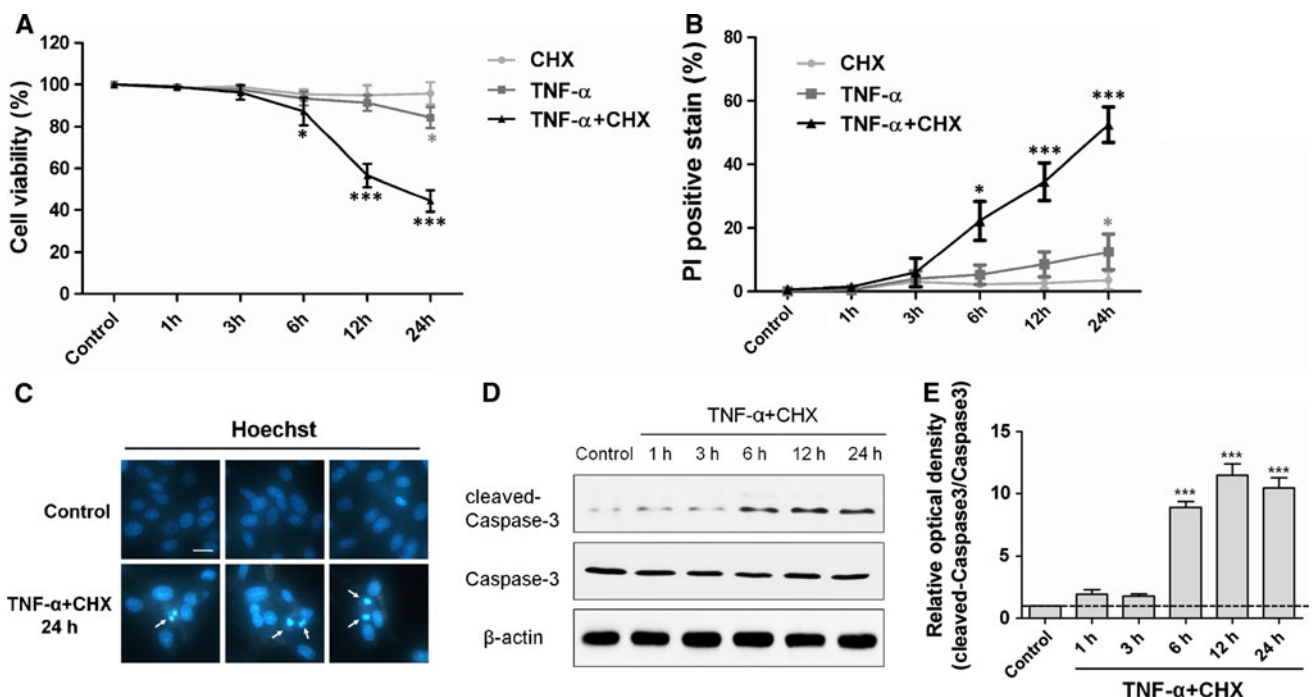 A
Cell viability (%)
120
100
80
60
40
20
0
Control 1h 3h 6h 12h 24h
CHX
TNF-α
TNF-α+CHX
*
***
***
*
B
PI positive stain (%)
80
60
40
20
0
Control 1h 3h 6h 12h 24h
CHX
TNF-α
TNF-α+CHX
*
***
***
*
C
Hoechst
Control
TNF-α+CHX
24 h
D
TNF-α+CHX
Control 1 h 3 h 6 h 12 h 24 h
cleaved-
Caspase-3
Caspase-3
β-actin
E
Relative optical density
(cleaved-Caspase3/Caspase3)
15
10
5
0
***
***
***
Control 1 h 3 h 6 h 12 h 24 h
TNF-α+CHX